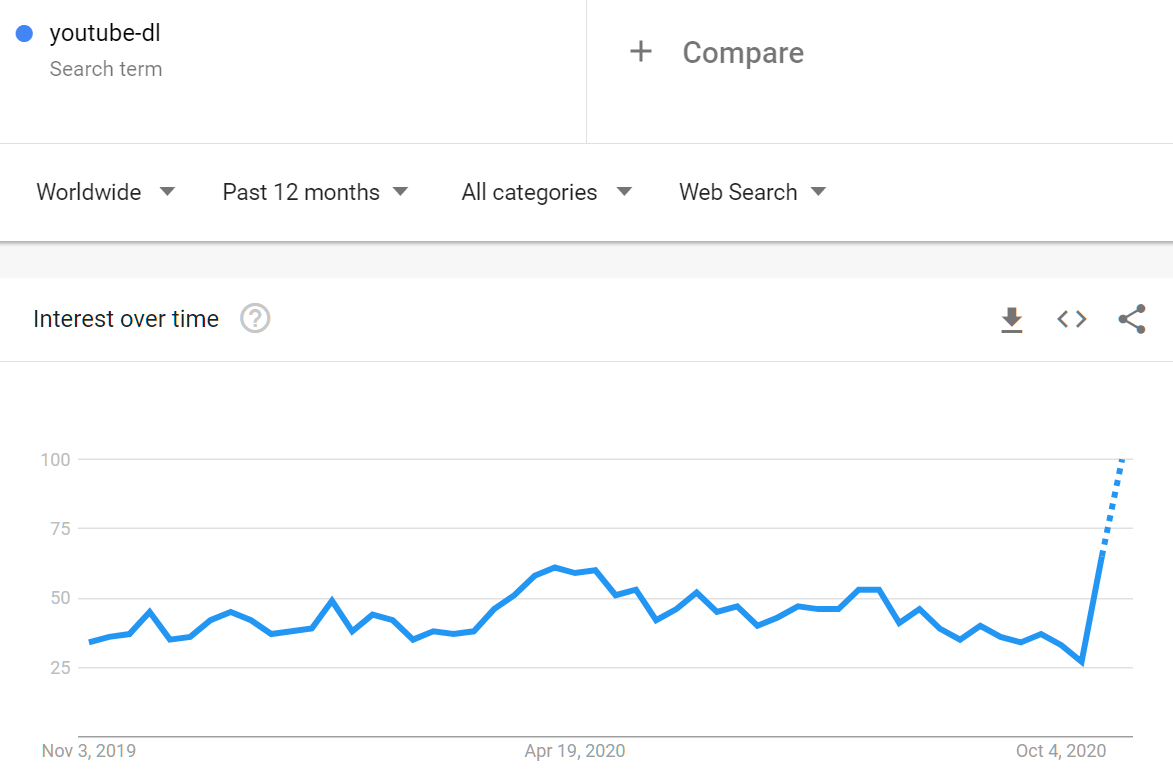 youtube-dl
Search term
+ Compare
Worldwide Past 12 months All categories Web Search
Interest over time ?
100
75
50
25
Nov 3, 2019 Apr 19, 2020 Oct 4, 2020